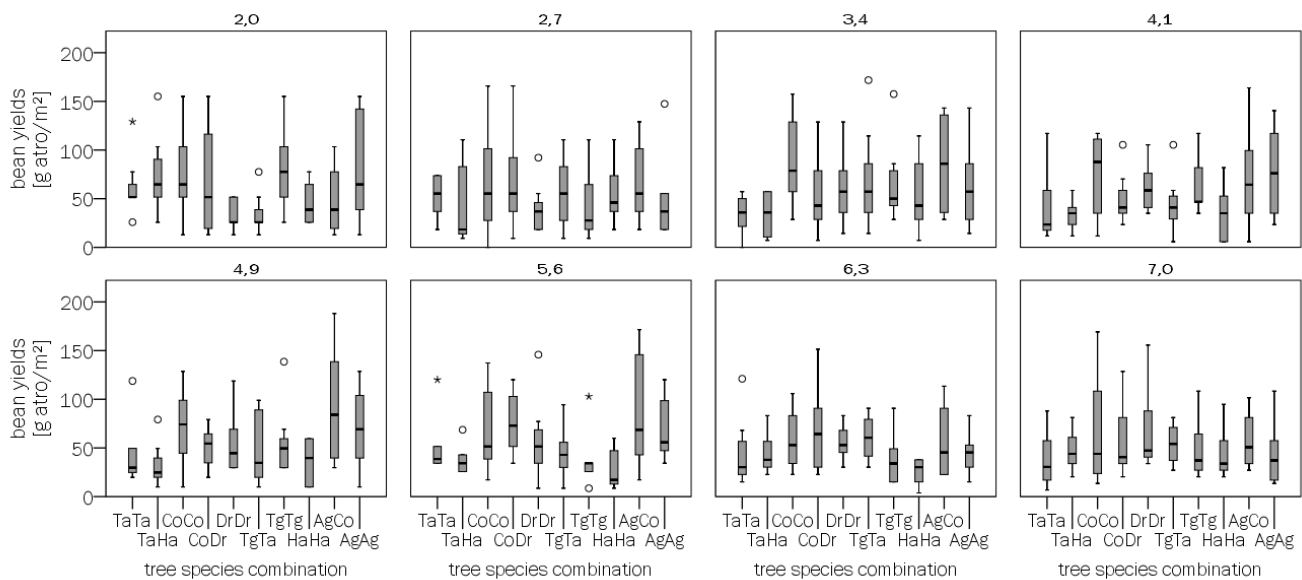 2,0 2,7 3,4 4,1
200
150
100
50
0
bean yields
[g atro/m²]
4,9 5,6 6,3 7,0
200
150
100
50
0
bean yields
[g atro/m²]
TaTa CoCo DrDr TgTg AgCo TaTa CoCo DrDr TgTg AgCo TaTa CoCo DrDr TgTg AgCo TaTa CoCo DrDr TgTg AgCo
TaHa CoDr TgTa HaHa AgAg TaHa CoDr TgTa HaHa AgAg TaHa CoDr TgTa HaHa AgAg TaHa CoDr TgTa HaHa AgAg
tree species combination tree species combination tree species combination tree species combination